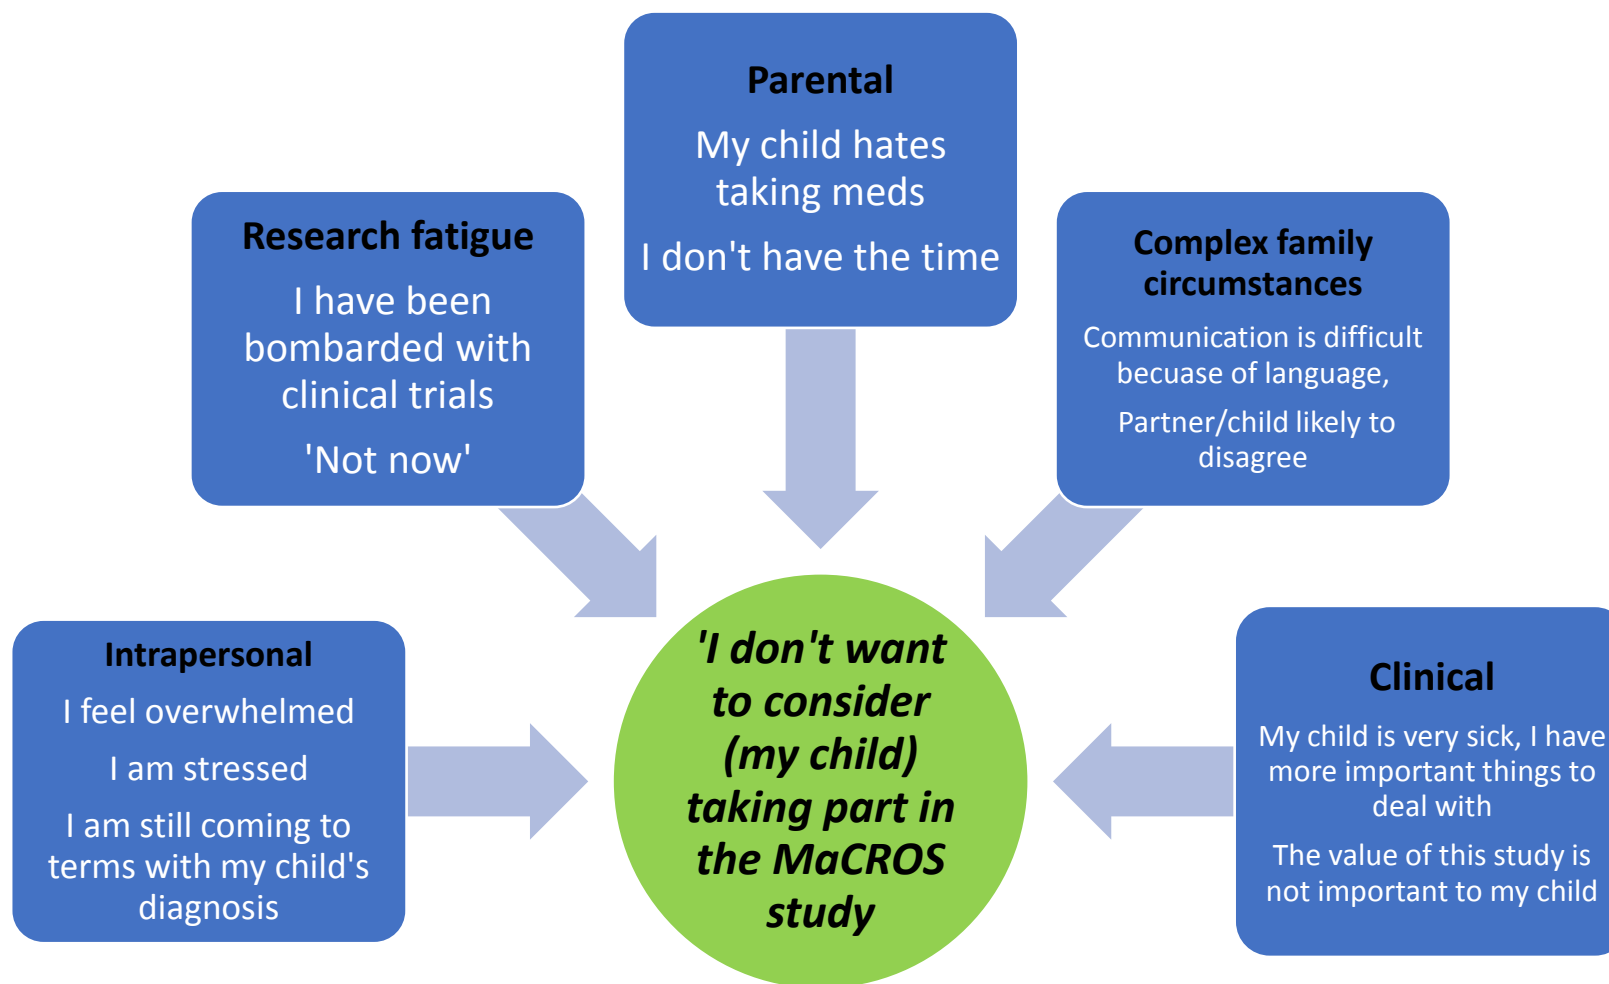 Parental
My child hates
taking meds
I don't have the time
Research fatigue
I have been
bombarded with
clinical trials
'Not now'
Complex family
circumstances
Communication is difficult
becuase of language,
Partner/child likely to
disagree
Intrapersonal
I feel overwhelmed
I am stressed
I am still coming to
terms with my child's
diagnosis
'I don't want
to consider
(my child)
taking part in
the MaCROS
study
Clinical
My child is very sick, I have
more important things to
deal with
The value of this study is
not important to my child